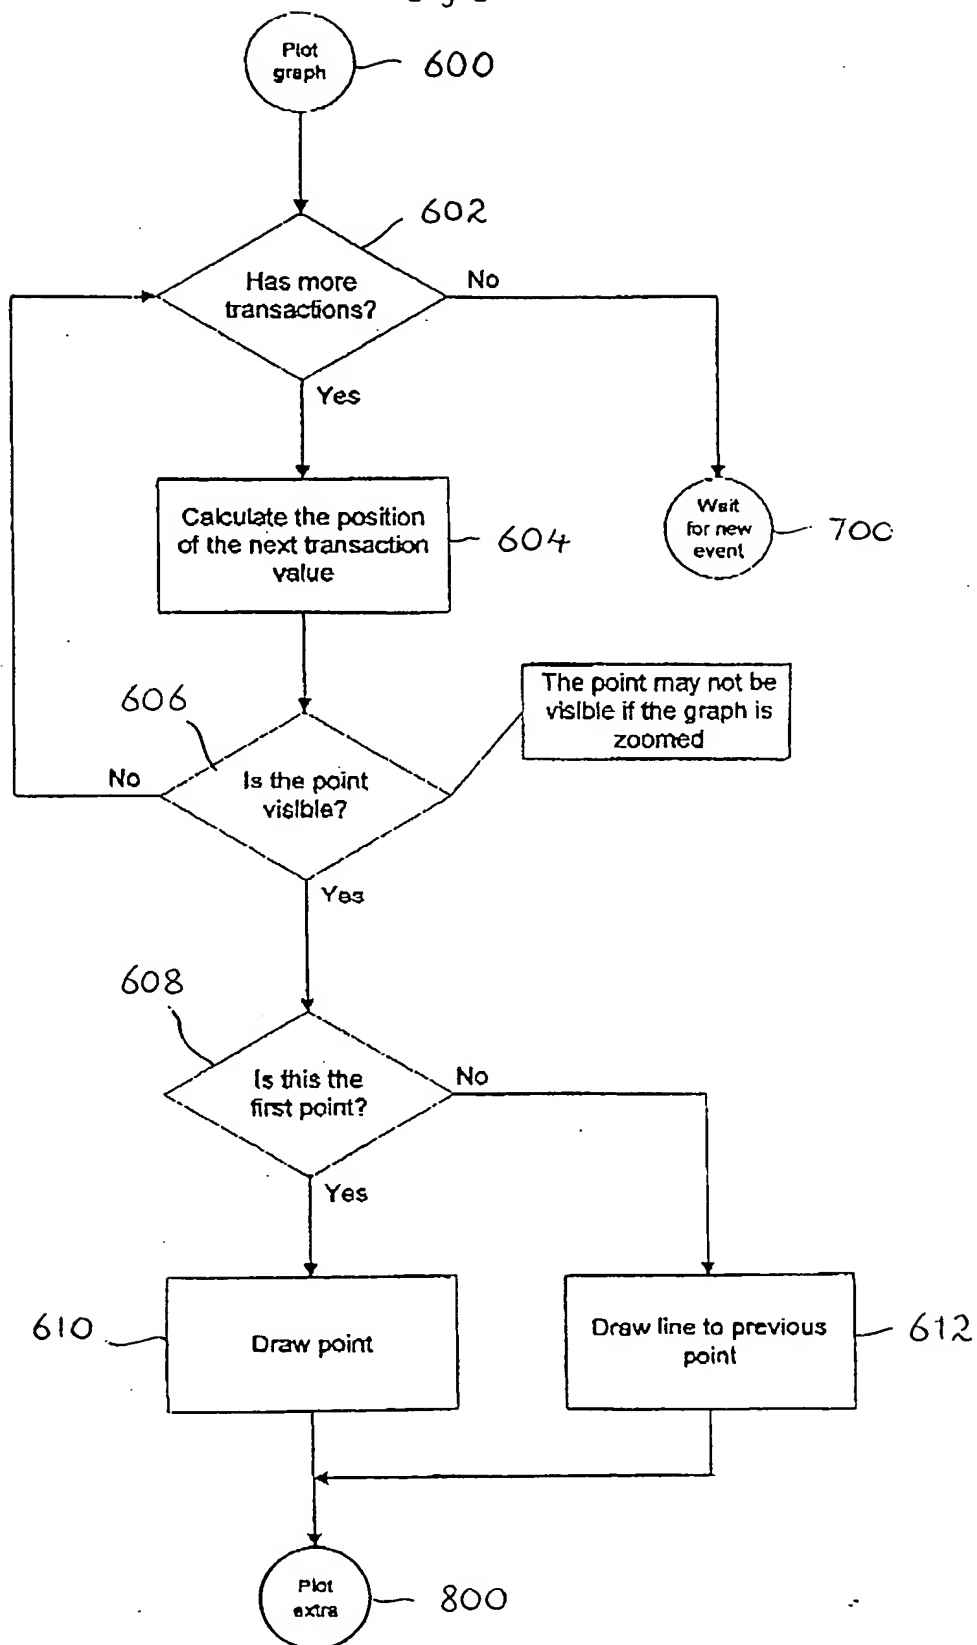 Plot
graph
600
602
Has more
transactions?
No
Yes
Calculate the position
of the next transaction
value
604
Wait
for new
event
700
606
The point may not be
visible if the graph is
zoomed
No
Is the point
visible?
Yes
608
Is this the
first point?
No
Yes
610
Draw point
Draw line to previous
point
612
Plot
extra
800